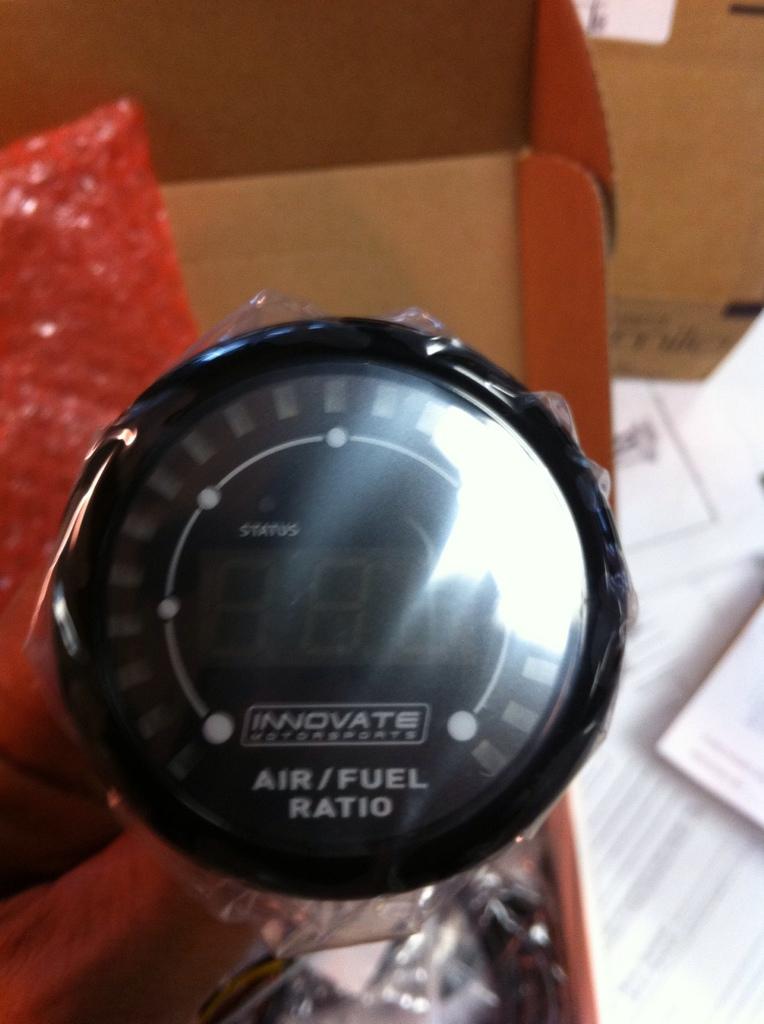 STATUS
INNOVATE
MOTORSPORTS
AIR/FUEL
RATIO